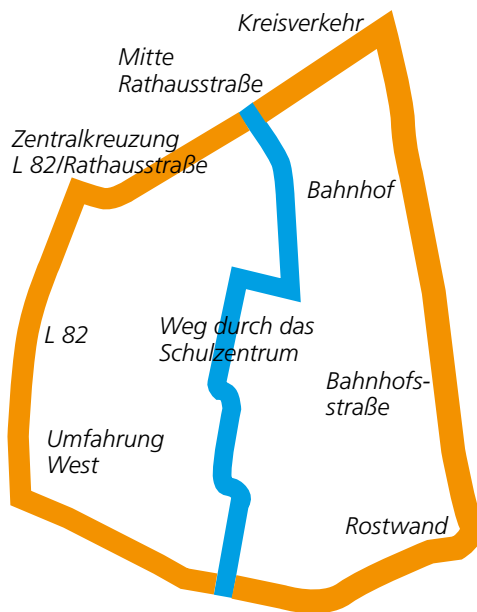 Kreisverkehr
Mitte
Rathausstraße
Zentralkreuzung
L 82/Rathausstraße
Bahnhof
L 82
Weg durch das
Schulzentrum
Bahnhofs-
straße
Umfahrung
West
Rostwand